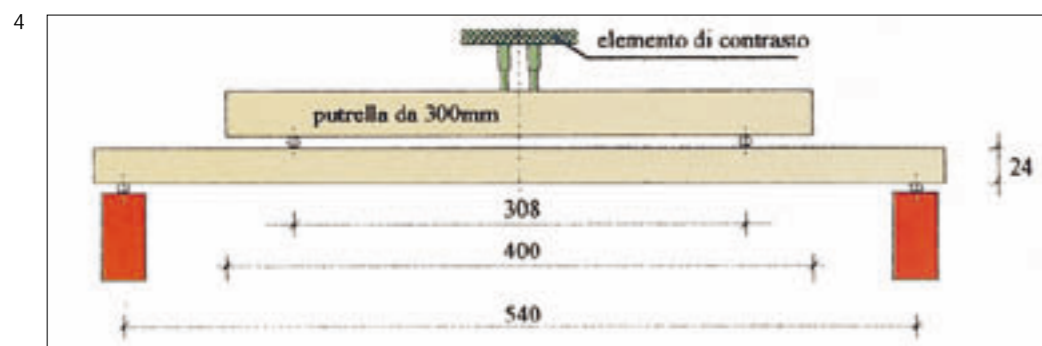 4
elemento di contrasto
putrella da 300mm
24
308
400
540